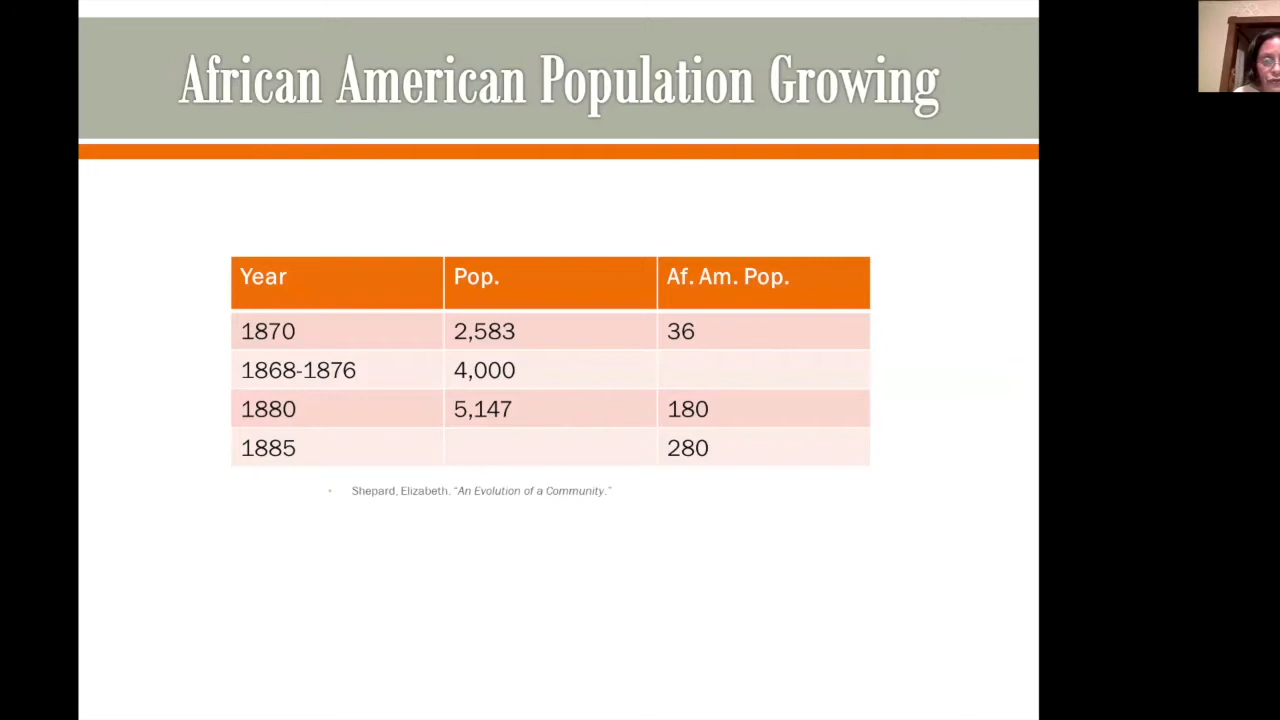 African American Population Growing
Year Pop. Af. Am. Pop.
1870 2,583 36
1868-1876 4,000
1880 5,147 180
1885 280
• Shepard, Elizabeth. “An Evolution of a Community.”